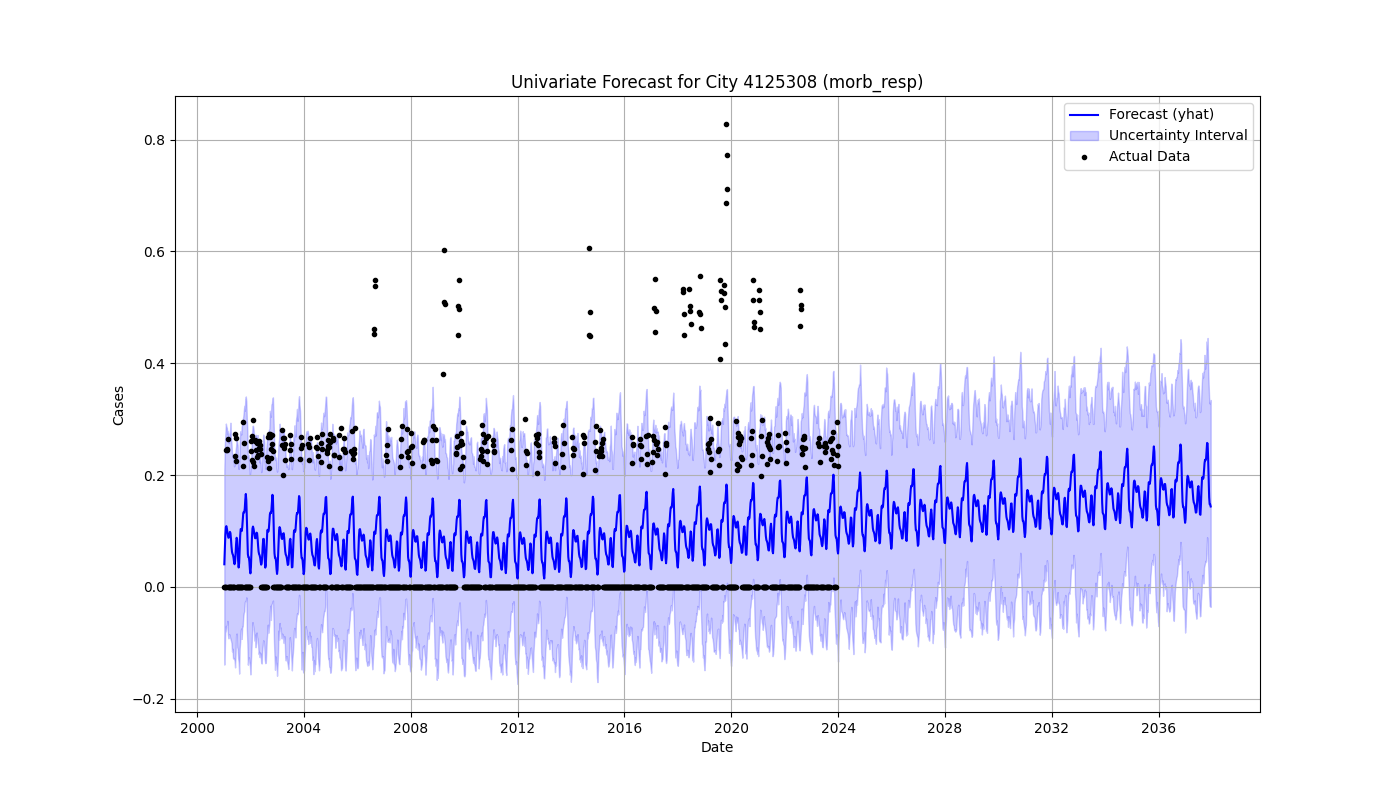 Univariate Forecast for City 4125308 (morb_resp)
Forecast (yhat)
Uncertainty Interval
Actual Data
0.8
0.6
0.4
0.2
0.0
−0.2
Cases
2000 2004 2008 2012 2016 2020 2024 2028 2032 2036
Date